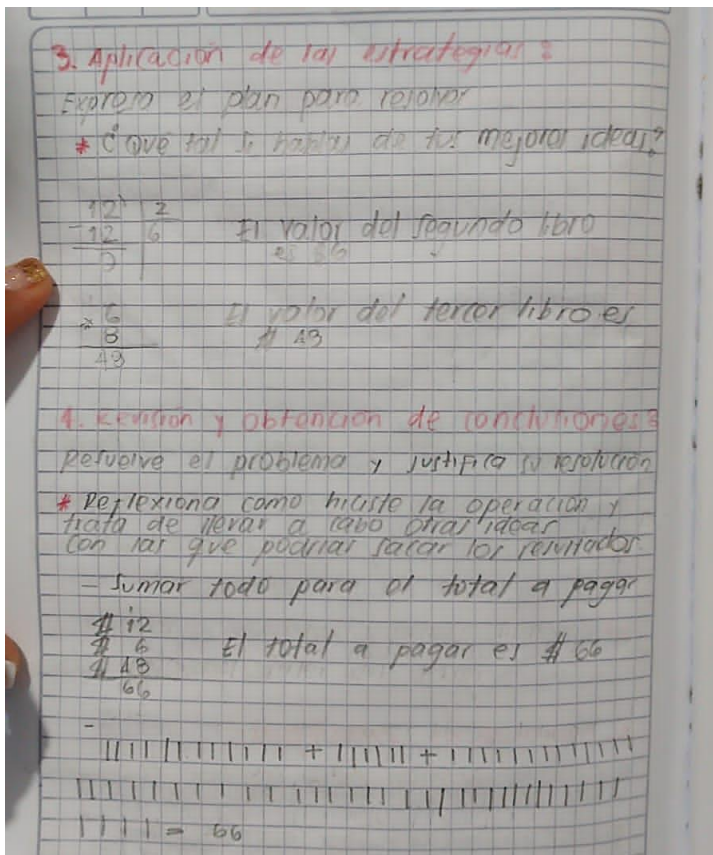 3. Aplicación de las estrategias:
Expreso el plan para resolver
* ¿Que tal si hablas de tus mejores ideas?
12 | 2
-12 6 El valor del segundo libro
0 es $6
6 El valor del tercer libro es
× 8 $ 48
48
4. Revisión y obtención de conclusiones:
Resuelve el problema y justifica su resolución
* Reflexiona como hiciste la operación y
trata de llevar a cabo otras ideas
con las que podrias sacar los resultados
- Sumar todo para el total a pagar
$ 12
$ 6 El total a pagar es $ 66
$ 48
66
-
+ +
= 66